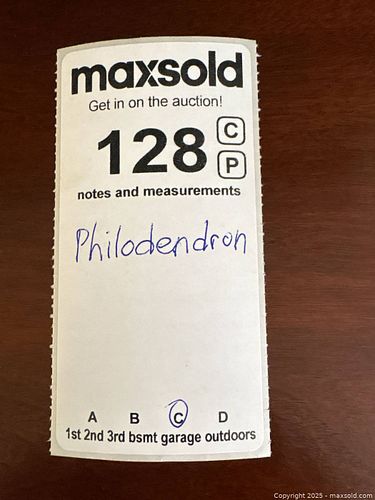 maxsold
Get in on the auction!
128 C
P
notes and measurements
Philodendron
A B C D
1st 2nd 3rd bsmt garage outdoors
Copyright © 2025 - maxsold.com